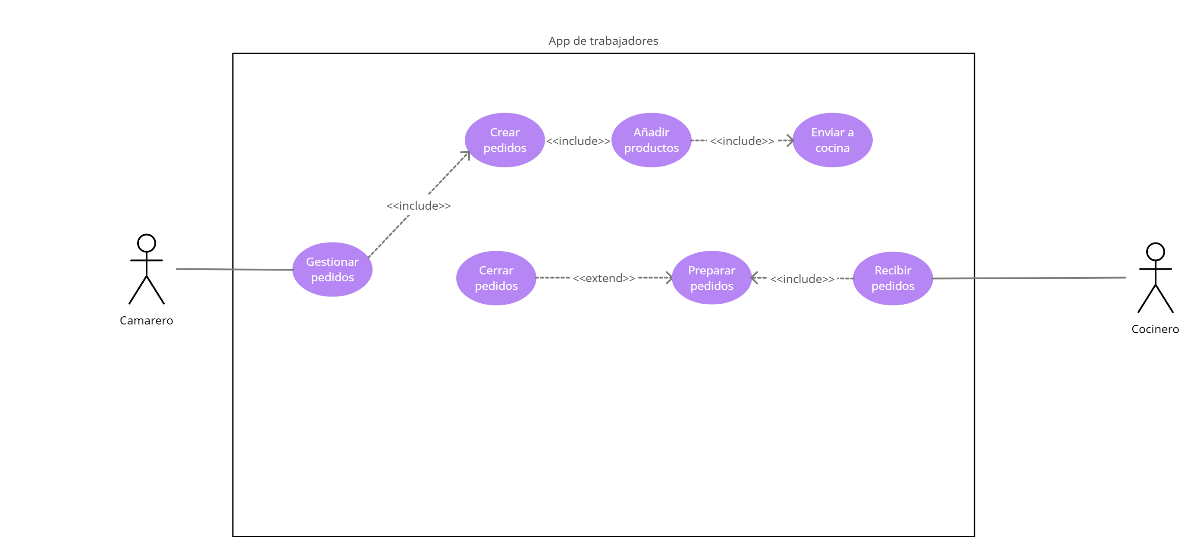 App de trabajadores
Crear
pedidos
<<include>>
Añadir
productos
<<include>>
Enviar a
cocina
<<include>>
Gestionar
pedidos
Cerrar
pedidos
<<extend>>
Preparar
pedidos
<<include>>
Recibir
pedidos
Camarero
Cocinero